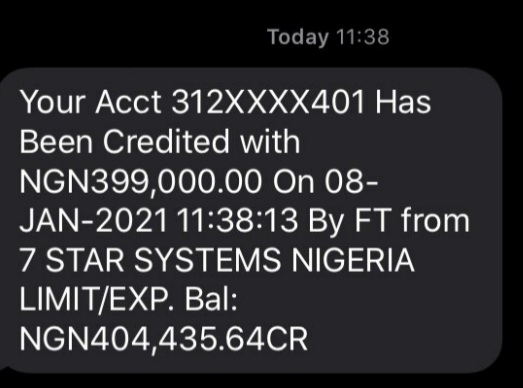 Today 11:38
Your Acct 312XXXX401 Has
Been Credited with
NGN399,000.00 On 08-
JAN-2021 11:38:13 By FT from
7 STAR SYSTEMS NIGERIA
LIMIT/EXP. Bal:
NGN404,435.64CR